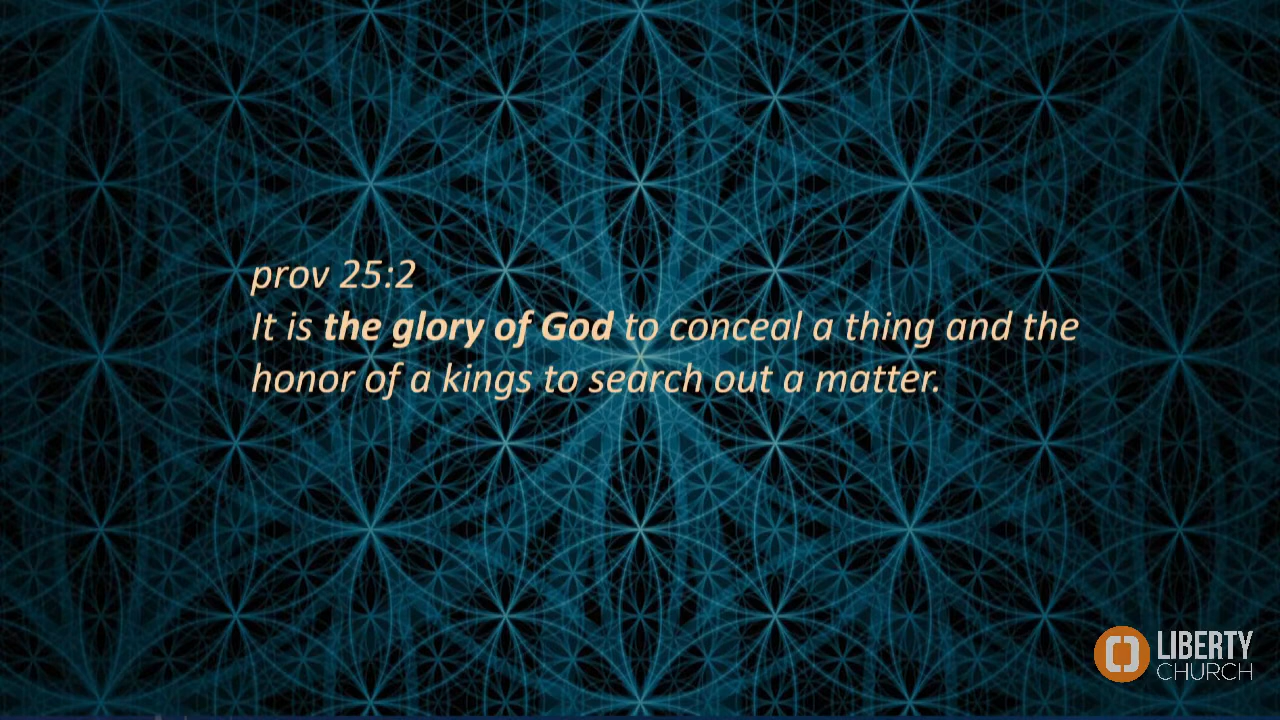 prov 25:2
It is the glory of God to conceal a thing and the
honor of a kings to search out a matter.
LIBERTY
CHURCH